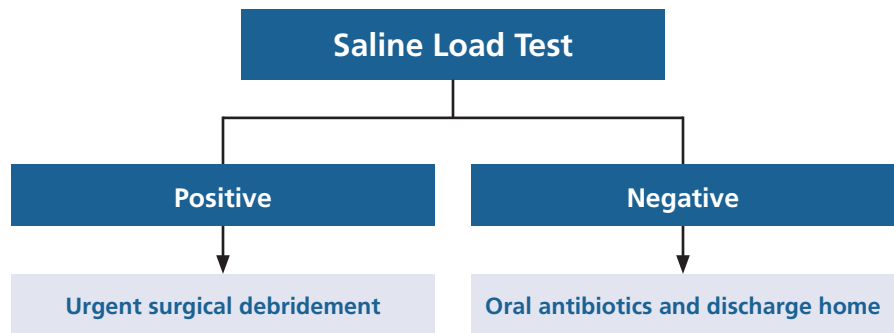 Saline Load Test
Positive
Negative
Urgent surgical debridement
Oral antibiotics and discharge home